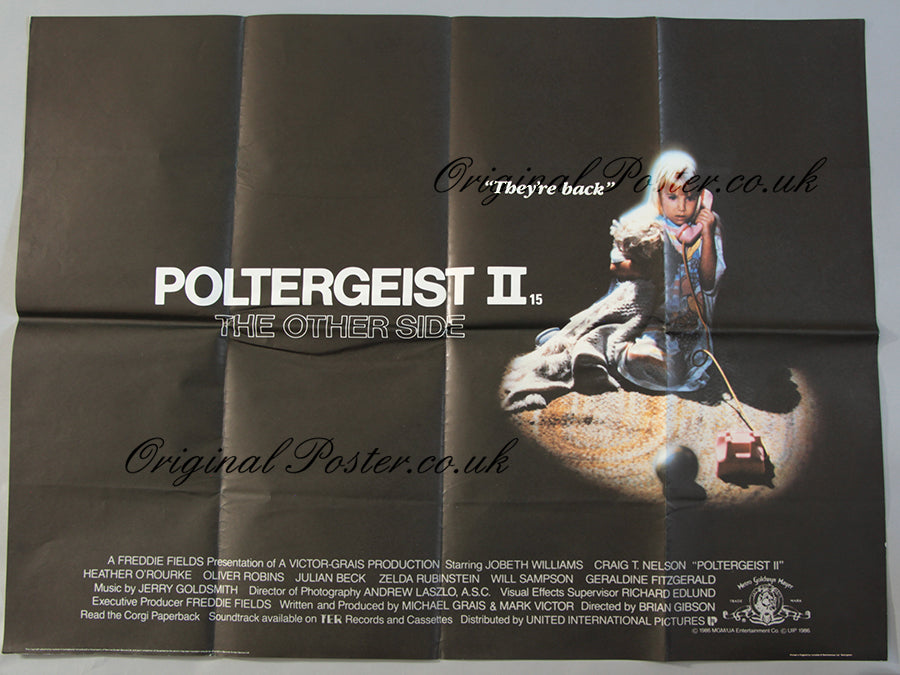 Original Poster.co.uk
"They're back"
POLTERGEIST II 15
THE OTHER SIDE
Original Poster.co.uk
A FREDDIE FIELDS Presentation of A VICTOR-GRAIS PRODUCTION Starring JOBETH WILLIAMS CRAIG T. NELSON "POLTERGEIST II"
HEATHER O'ROURKE OLIVER ROBINS JULIAN BECK ZELDA RUBINSTEIN WILL SAMPSON GERALDINE FITZGERALD
Music by JERRY GOLDSMITH Director of Photography ANDREW LASZLO, A.S.C. Visual Effects Supervisor RICHARD EDLUND
Executive Producer FREDDIE FIELDS Written and Produced by MICHAEL GRAIS & MARK VICTOR Directed by BRIAN GIBSON
Read the Corgi Paperback Soundtrack available on TER Records and Cassettes Distributed by UNITED INTERNATIONAL PICTURES
Metro Goldwyn Mayer
TRADE MARK
© 1986 MGM/UA Entertainment Co. © UIP 1986